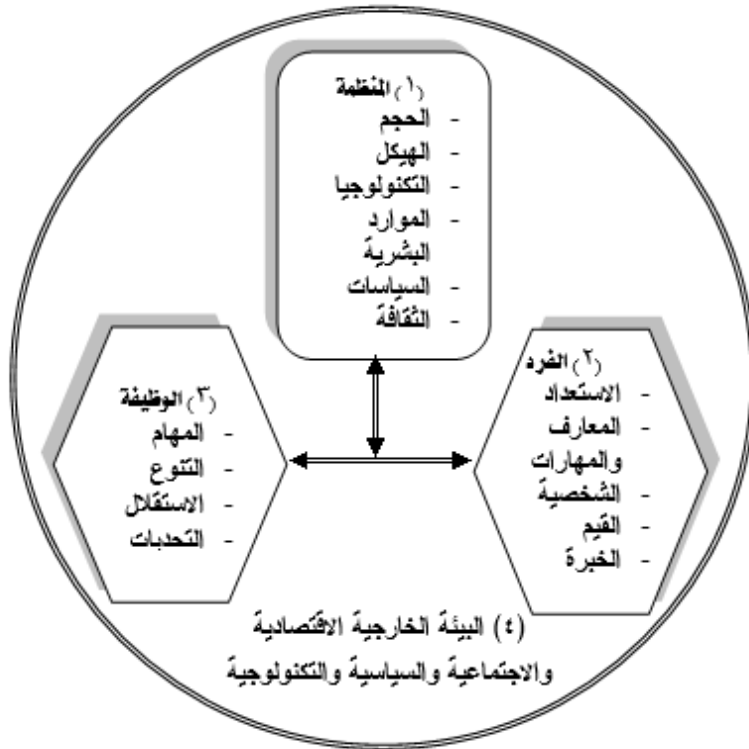 (١) المنظمة
- الحجم
- الهيكل
- التكنولوجيا
- الموارد
البشرية
- السياسات
- الثقافة
(٢) الفرد
- الاستعداد
- المعارف
والمهارات
- الشخصية
- القيم
- الخبرة
(٣) الوظيفة
- المهام
- التنوع
- الاستقلال
- التحديات
(٤) البيئة الخارجية الاقتصادية
والاجتماعية والسياسية والتكنولوجية